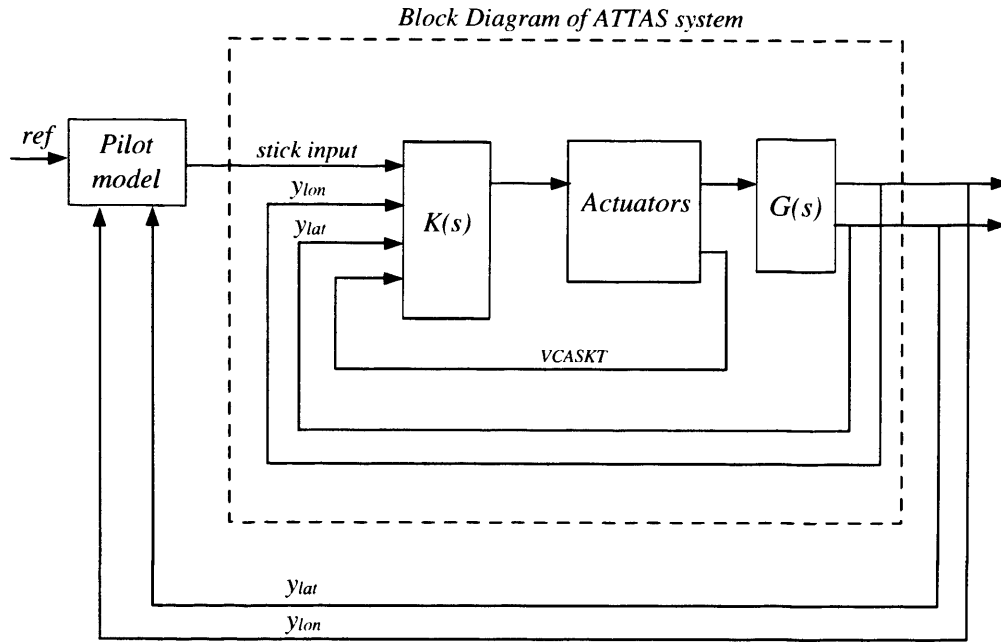 Block Diagram of ATTAS system
ref
Pilot
model
stick input
ylon
ylat
K(s)
Actuators
G(s)
VCASKT
ylat
ylon